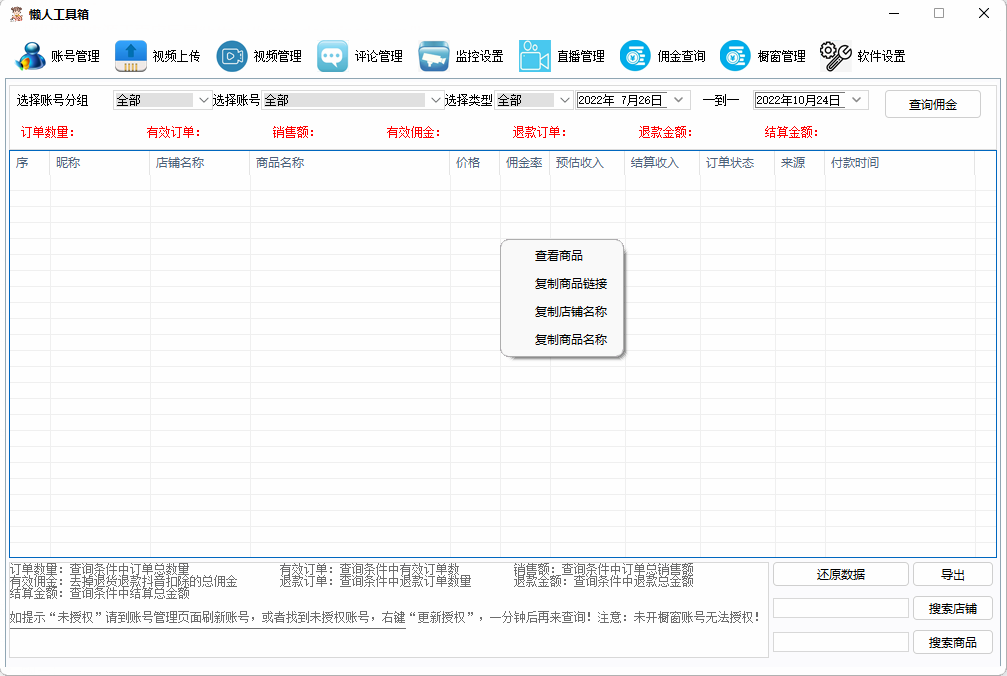 懒人工具箱
账号管理 视频上传 视频管理 评论管理 监控设置 直播管理 佣金查询 橱窗管理 软件设置
选择账号分组 全部 选择账号 全部 选择类型 全部 2022年 7月26日 —到— 2022年10月24日 查询佣金
订单数量： 有效订单： 销售额： 有效佣金： 退款订单： 退款金额： 结算金额：
序 昵称 店铺名称 商品名称 价格 佣金率 预估收入 结算收入 订单状态 来源 付款时间
查看商品
复制商品链接
复制店铺名称
复制商品名称
订单数量：查询条件中订单总数量 有效订单：查询条件中有效订单数 销售额：查询条件中订单总销售额
有效佣金：去掉退货退款抖音扣除的总佣金 退款订单：查询条件中退款订单数量 退款金额：查询条件中退款总金额
结算金额：查询条件中结算总金额
如提示“未授权”请到账号管理页面刷新账号，或者找到未授权账号，右键“更新授权”，一分钟后再来查询！注意：未开橱窗账号无法授权！
还原数据 导出
搜索店铺
搜索商品